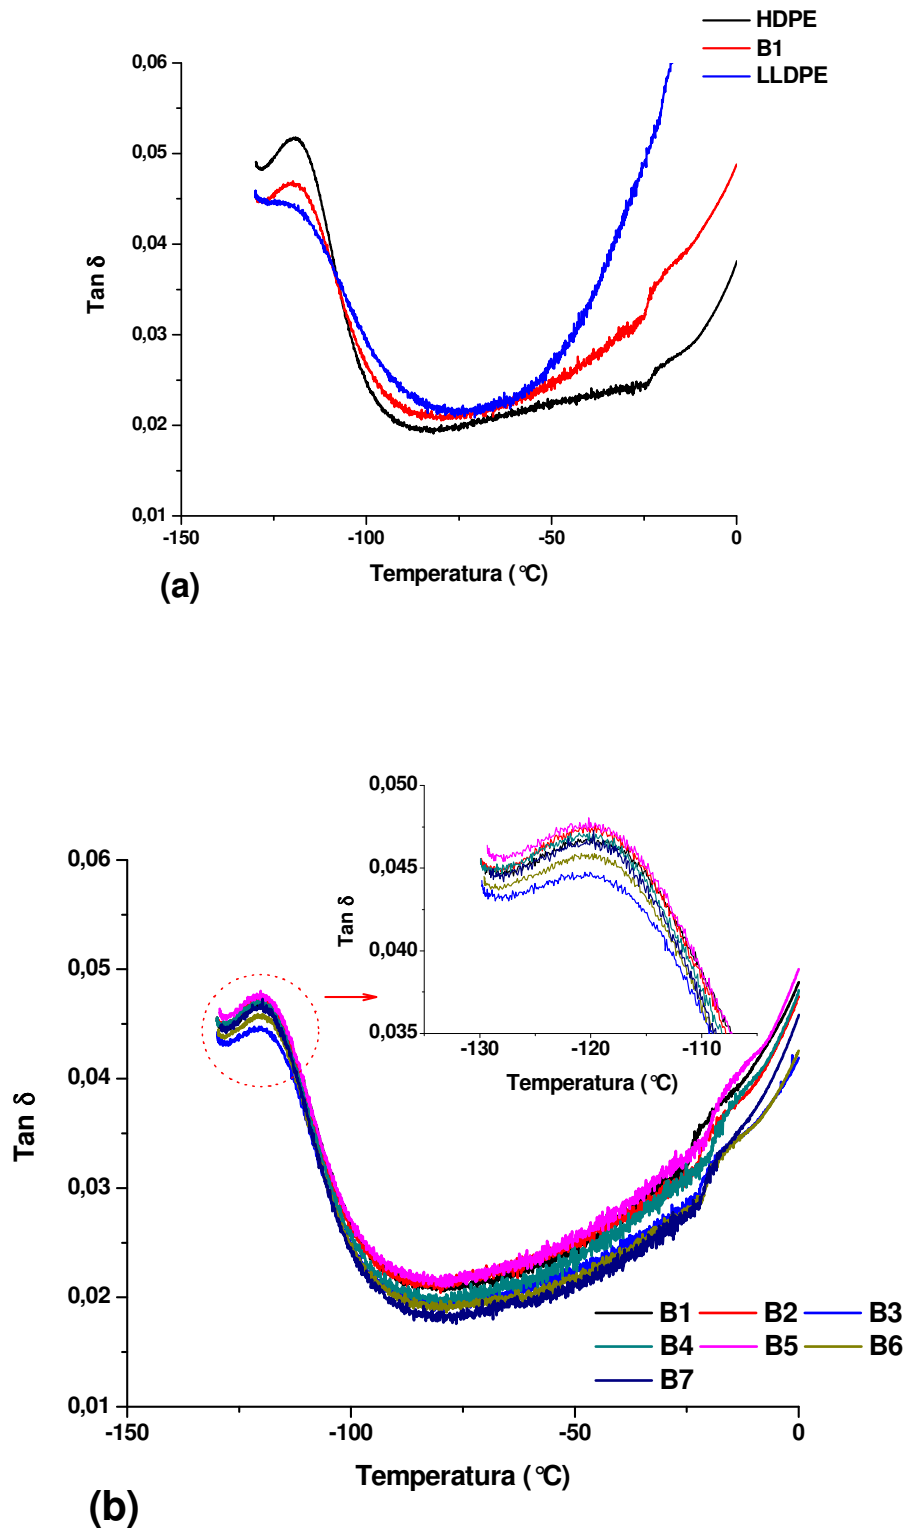 HDPE
B1
LLDPE
0,06
0,05
0,04
0,03
0,02
0,01
Tan δ
-150
-100
-50
0
Temperatura (°C)
(a)
0,050
0,045
0,040
0,035
Tan δ
-130
-120
-110
Temperatura (°C)
0,06
0,05
0,04
0,03
0,02
0,01
Tan δ
B1 B2 B3
B4 B5 B6
B7
-150
-100
-50
0
Temperatura (°C)
(b)